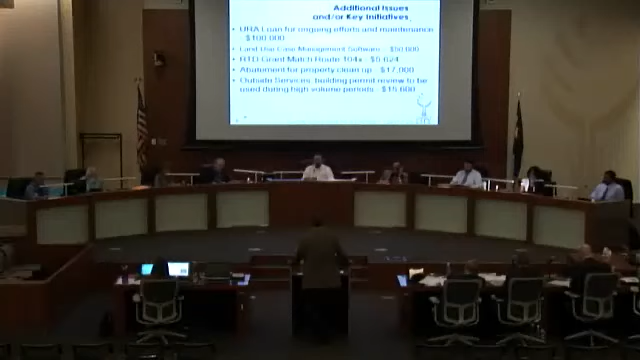 Additional Issues
and/or Key Initiatives
URA Loan for ongoing efforts and maintenance
- $100,000
Land Use Case Management Software - $50,600
RTD Grant Match Route 104x - $5,624
Abatement for property clean up - $17,000
Outside Services, building permit review to be
used during high volume periods - $15,600